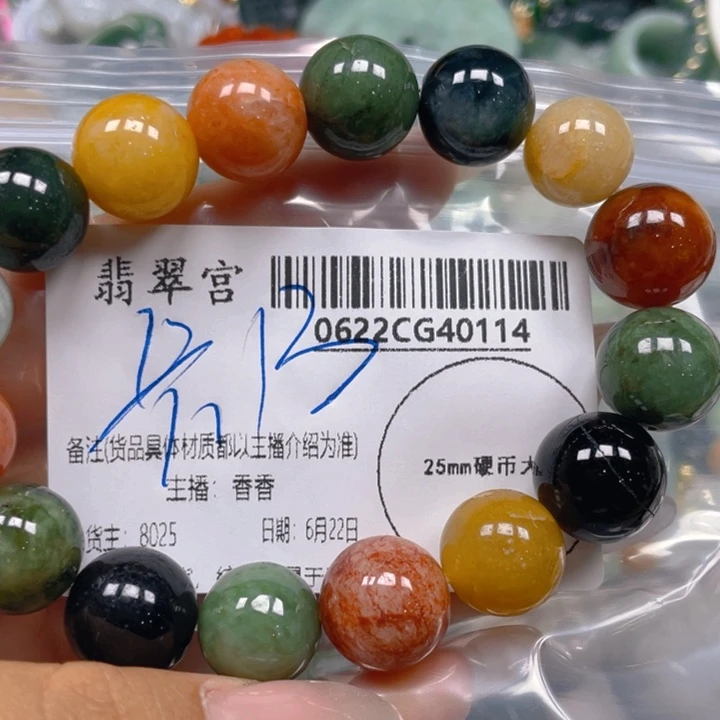 翡翠宫
0622CG40114
备注(货品具体材质都以主播介绍为准)
25mm硬币大
主播：香香
货主：8025 日期：6月22日